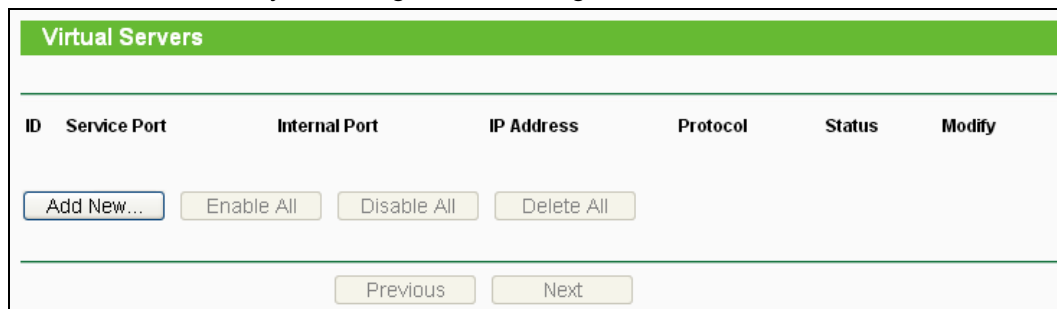 Virtual Servers
ID Service Port Internal Port IP Address Protocol Status Modify
Add New... Enable All Disable All Delete All
Previous Next